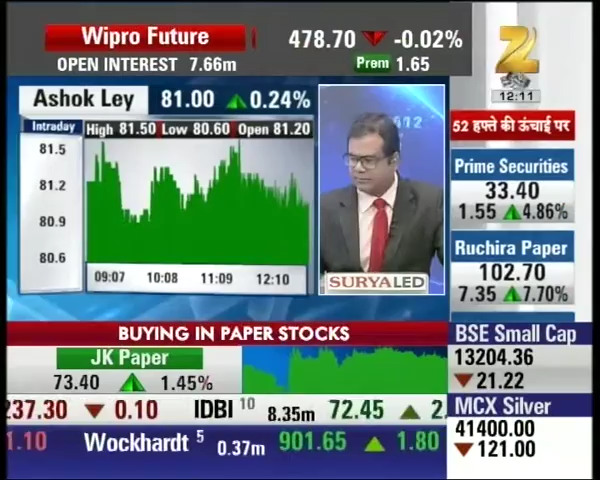 Wipro Future 478.70 -0.02%
OPEN INTEREST 7.66m Prem 1.65
12:11
Ashok Ley 81.00 0.24%
Intraday High 81.50 Low 80.60 Open 81.20
81.5
81.2
80.9
80.6
09:07 10:08 11:09 12:10
SURYA LED
52 हफ्ते की ऊंचाई पर
Prime Securities
33.40
1.55 4.86%
Ruchira Paper
102.70
7.35 7.70%
BUYING IN PAPER STOCKS
JK Paper
73.40 1.45%
BSE Small Cap
13204.36
21.22
MCX Silver
41400.00
121.00
237.30 0.10 IDBI 10 8.35m 72.45 2.
1.10 Wockhardt 5 0.37m 901.65 1.80